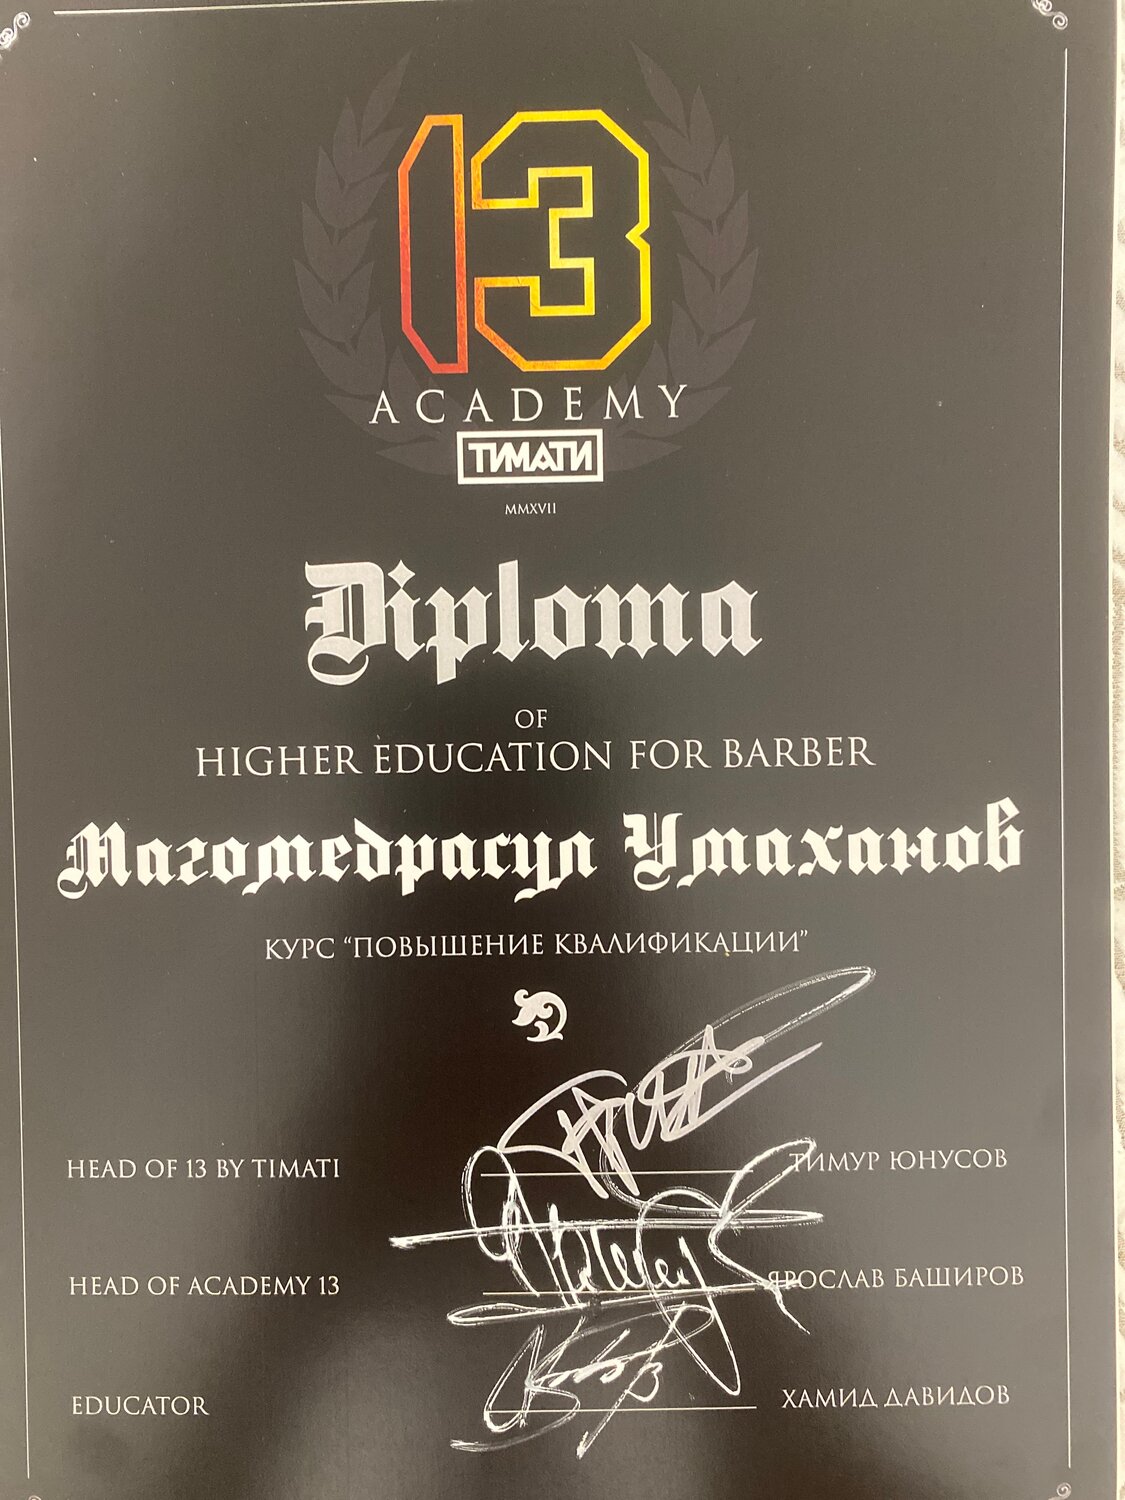 13
ACADEMY
ТИМАТИ
MMXVII
Diploma
OF
HIGHER EDUCATION FOR BARBER
Магомедрасул Умаханов
КУРС “ПОВЫШЕНИЕ КВАЛИФИКАЦИИ”
HEAD OF 13 BY TIMATI ТИМУР ЮНУСОВ
HEAD OF ACADEMY 13 ЯРОСЛАВ БАШИРОВ
EDUCATOR ХАМИД ДАВИДОВ